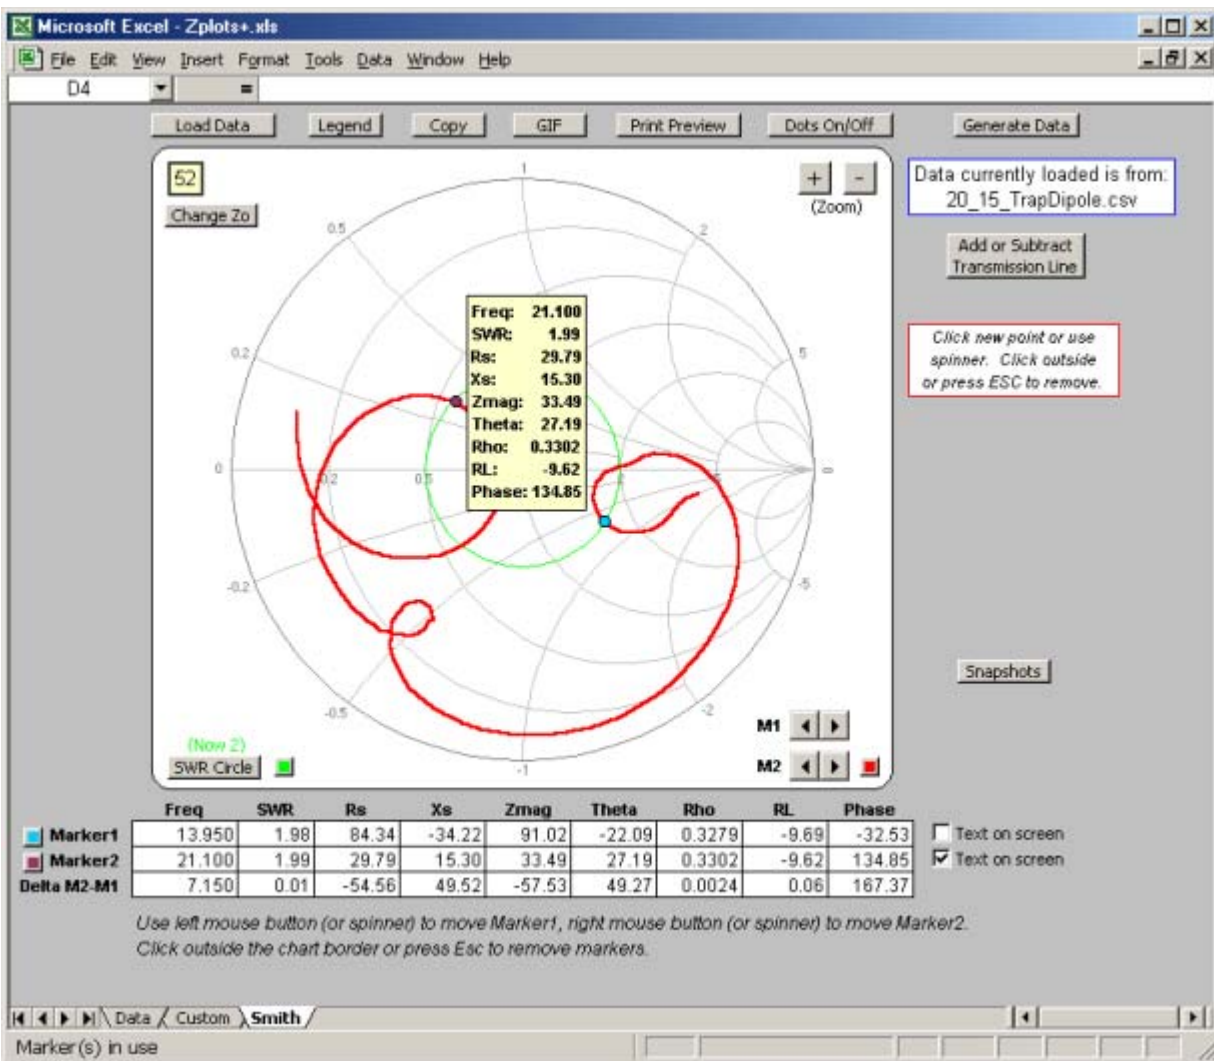 Microsoft Excel - Zplots+.xls
File Edit View Insert Format Tools Data Window Help
D4 =
Load Data Legend Copy GIF Print Preview Dots On/Off Generate Data
52
Change Zo
+ -
(Zoom)
Data currently loaded is from:
20_15_TrapDipole.csv
Add or Subtract
Transmission Line
Click new point or use
spinner. Click outside
or press ESC to remove.
1
0.5
2
0.2
5
0
0.2
0.5
2
5
-0.2
-5
-0.5
-2
-1
Freq: 21.100
SWR: 1.99
Rs: 29.79
Xs: 15.30
Zmag: 33.49
Theta: 27.19
Rho: 0.3302
RL: -9.62
Phase: 134.85
Snapshots
(Now 2)
SWR Circle
M1
M2
Freq SWR Rs Xs Zmag Theta Rho RL Phase
Marker1 13.950 1.98 84.34 -34.22 91.02 -22.09 0.3279 -9.69 -32.53 Text on screen
Marker2 21.100 1.99 29.79 15.30 33.49 27.19 0.3302 -9.62 134.85 Text on screen
Delta M2-M1 7.150 0.01 -54.56 49.52 -57.53 49.27 0.0024 0.06 167.37
Use left mouse button (or spinner) to move Marker1, right mouse button (or spinner) to move Marker2.
Click outside the chart border or press Esc to remove markers.
Data Custom Smith
Marker(s) in use